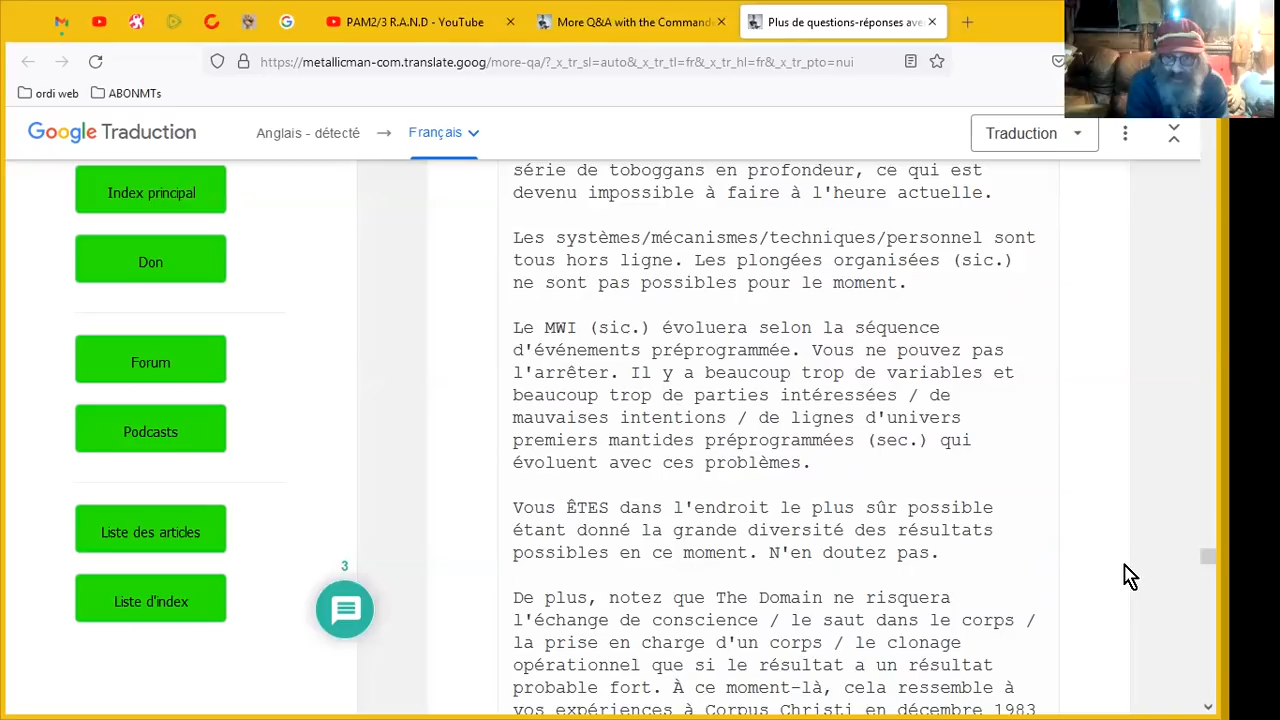 PAM2/3 R.A.N.D - YouTube
More Q&A with the Command
Plus de questions-réponses ave
https://metallicman-com.translate.goog/more-qa/?_x_tr_sl=auto&_x_tr_tl=fr&_x_tr_hl=fr&_x_tr_pto=nui
ordi web
ABONMTs
Google Traduction
Anglais - détecté
Français
Traduction
Index principal
Don
Forum
Podcasts
Liste des articles
Liste d'index
3
série de toboggans en profondeur, ce qui est
devenu impossible à faire à l'heure actuelle.
Les systèmes/mécanismes/techniques/personnel sont
tous hors ligne. Les plongées organisées (sic.)
ne sont pas possibles pour le moment.
Le MWI (sic.) évoluera selon la séquence
d'événements préprogrammée. Vous ne pouvez pas
l'arrêter. Il y a beaucoup trop de variables et
beaucoup trop de parties intéressées / de
mauvaises intentions / de lignes d'univers
premiers mantides préprogrammées (sec.) qui
évoluent avec ces problèmes.
Vous ÊTES dans l'endroit le plus sûr possible
étant donné la grande diversité des résultats
possibles en ce moment. N'en doutez pas.
De plus, notez que The Domain ne risquera
l'échange de conscience / le saut dans le corps /
la prise en charge d'un corps / le clonage
opérationnel que si le résultat a un résultat
probable fort. À ce moment-là, cela ressemble à
vos expériences à Corpus Christi en décembre 1983